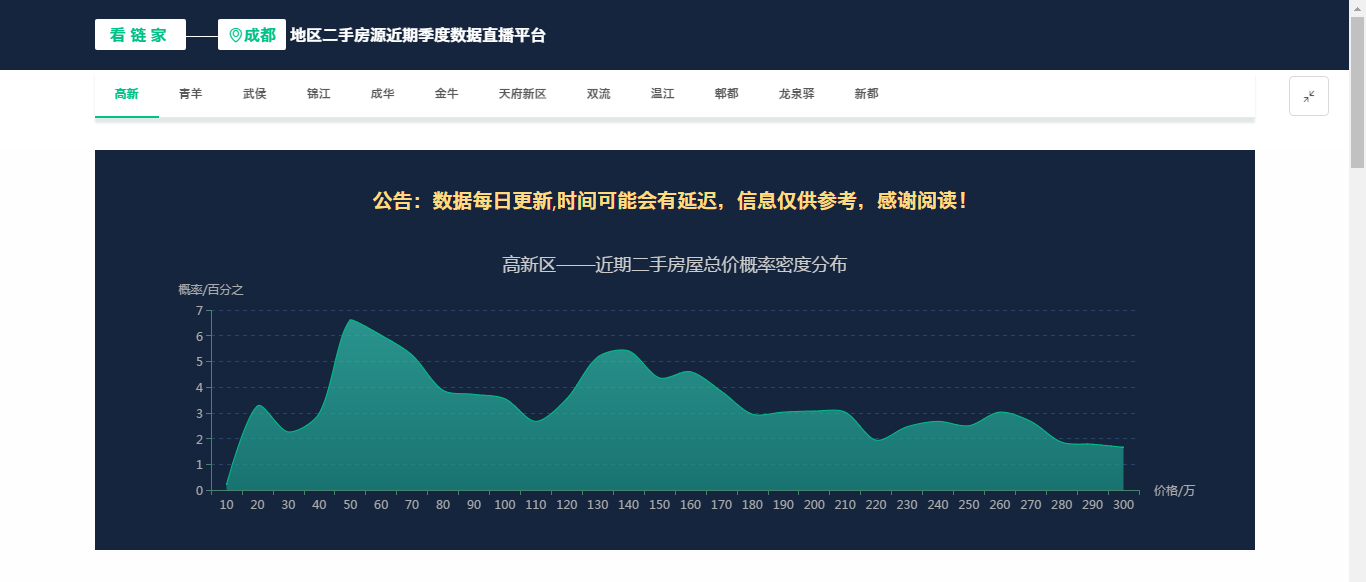 看链家 成都 地区二手房源近期季度数据直播平台
高新 青羊 武侯 锦江 成华 金牛 天府新区 双流 温江 郫都 龙泉驿 新都
公告：数据每日更新,时间可能会有延迟，信息仅供参考，感谢阅读！
高新区——近期二手房屋总价概率密度分布
概率/百分之
7
6
5
4
3
2
1
0
10 20 30 40 50 60 70 80 90 100 110 120 130 140 150 160 170 180 190 200 210 220 230 240 250 260 270 280 290 300
价格/万